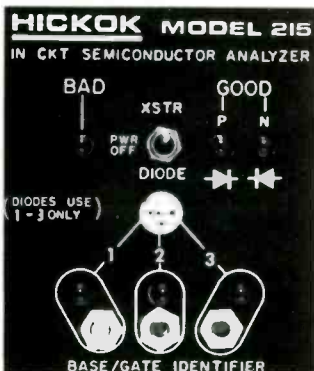 HICKOK MODEL 215
IN CKT SEMICONDUCTOR ANALYZER
BAD
GOOD
XSTR
P N
PWR
OFF
DIODE
(DIODES USE
1-3 ONLY)
1 2 3
BASE/GATE IDENTIFIER